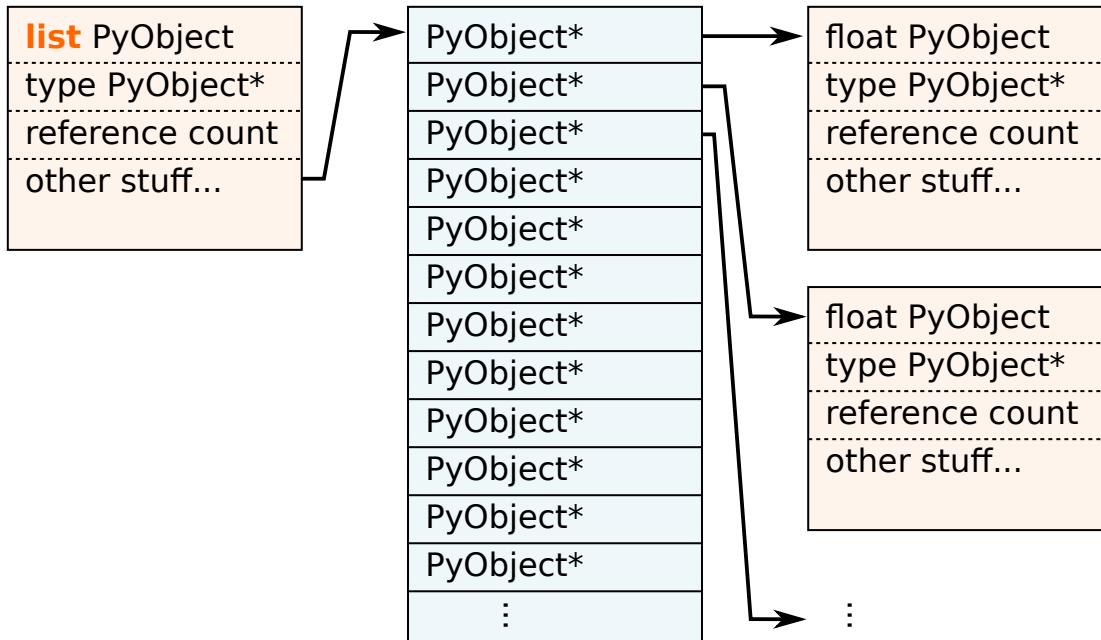 list PyObject
type PyObject*
reference count
other stuff...
PyObject*
PyObject*
PyObject*
PyObject*
PyObject*
PyObject*
PyObject*
PyObject*
PyObject*
PyObject*
PyObject*
PyObject*
⋮
float PyObject
type PyObject*
reference count
other stuff...
float PyObject
type PyObject*
reference count
other stuff...
⋮